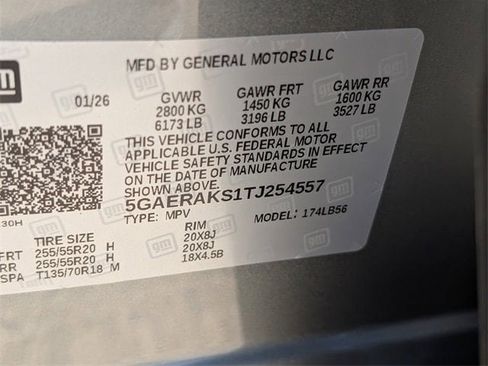 gm
MFD BY GENERAL MOTORS LLC
01/26 GVWR GAWR FRT GAWR RR
2800 KG 1450 KG 1600 KG
6173 LB 3196 LB 3527 LB
THIS VEHICLE CONFORMS TO ALL
APPLICABLE U.S. FEDERAL MOTOR
VEHICLE SAFETY STANDARDS IN EFFECT
ON THE DATE OF MANUFACTURE
SHOWN ABOVE.
5GAERAKS1TJ254557
TYPE: MPV MODEL: 174LB56
TIRE SIZE RIM
FRT 255/55R20 H 20X8J
RR 255/55R20 H 20X8J
SPA T135/70R18 M 18X4.5B